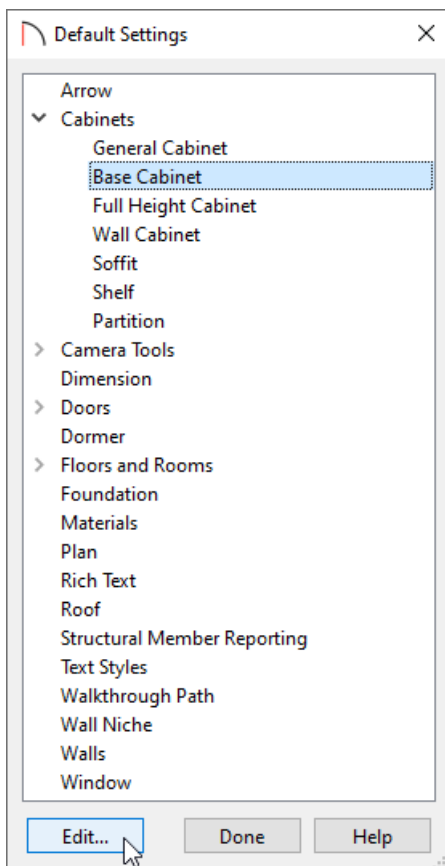 Default Settings
Arrow
Cabinets
General Cabinet
Base Cabinet
Full Height Cabinet
Wall Cabinet
Soffit
Shelf
Partition
Camera Tools
Dimension
Doors
Dormer
Floors and Rooms
Foundation
Materials
Plan
Rich Text
Roof
Structural Member Reporting
Text Styles
Walkthrough Path
Wall Niche
Walls
Window
Edit... Done Help